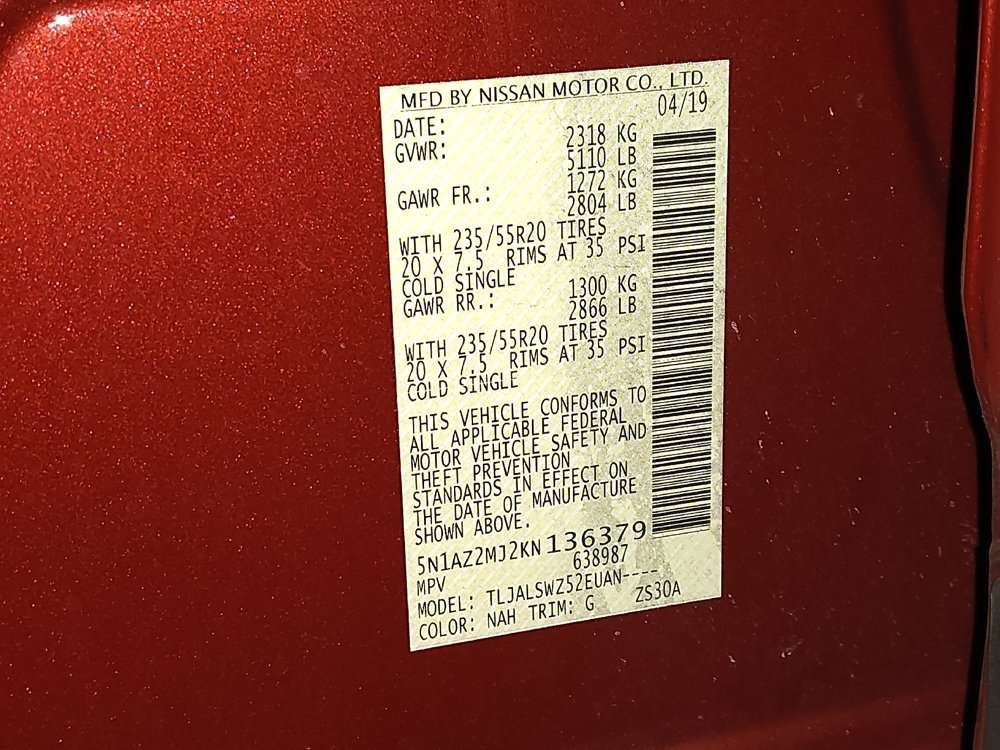 MFD BY NISSAN MOTOR CO., LTD.
DATE: 04/19
GVWR: 2318 KG
5110 LB
GAWR FR.: 1272 KG
2804 LB
WITH 235/55R20 TIRES
20 X 7.5 RIMS AT 35 PSI
COLD SINGLE
GAWR RR.: 1300 KG
2866 LB
WITH 235/55R20 TIRES
20 X 7.5 RIMS AT 35 PSI
COLD SINGLE
THIS VEHICLE CONFORMS TO
ALL APPLICABLE FEDERAL
MOTOR VEHICLE SAFETY AND
THEFT PREVENTION
STANDARDS IN EFFECT ON
THE DATE OF MANUFACTURE
SHOWN ABOVE.
5N1AZ2MJ2KN136379
MPV 638987
MODEL: TLJALSWZ52EUAN----
COLOR: NAH TRIM: G ZS30A